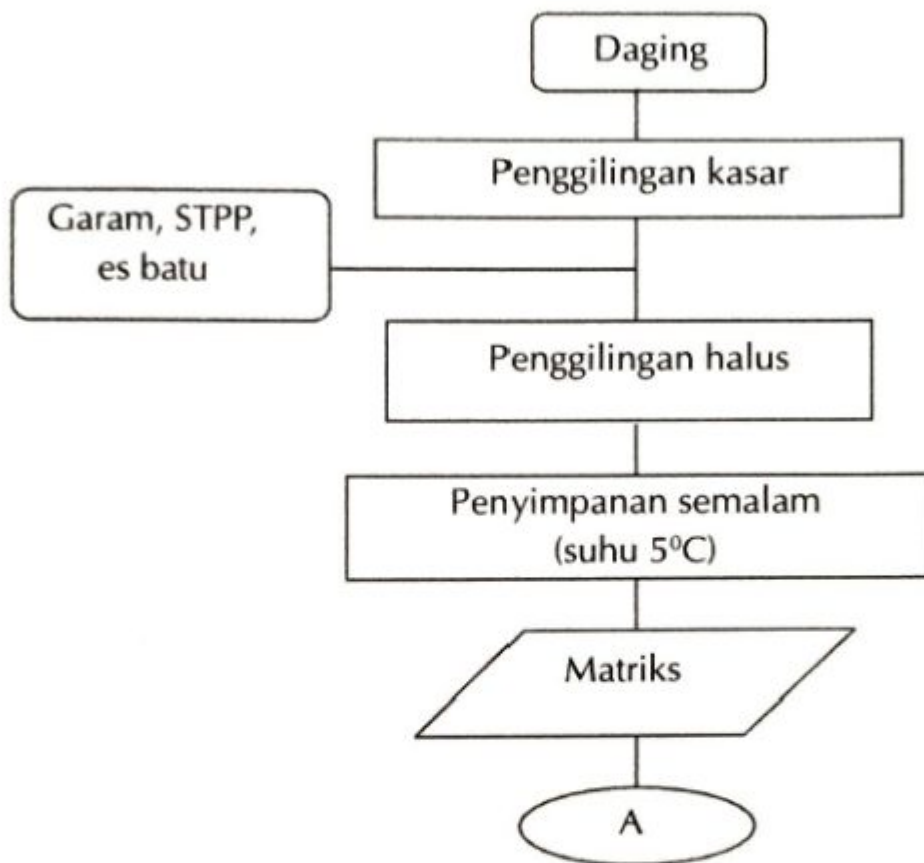 Daging
Penggilingan kasar
Garam, STPP,
es batu
Penggilingan halus
Penyimpanan semalam
(suhu 5⁰C)
Matriks
A